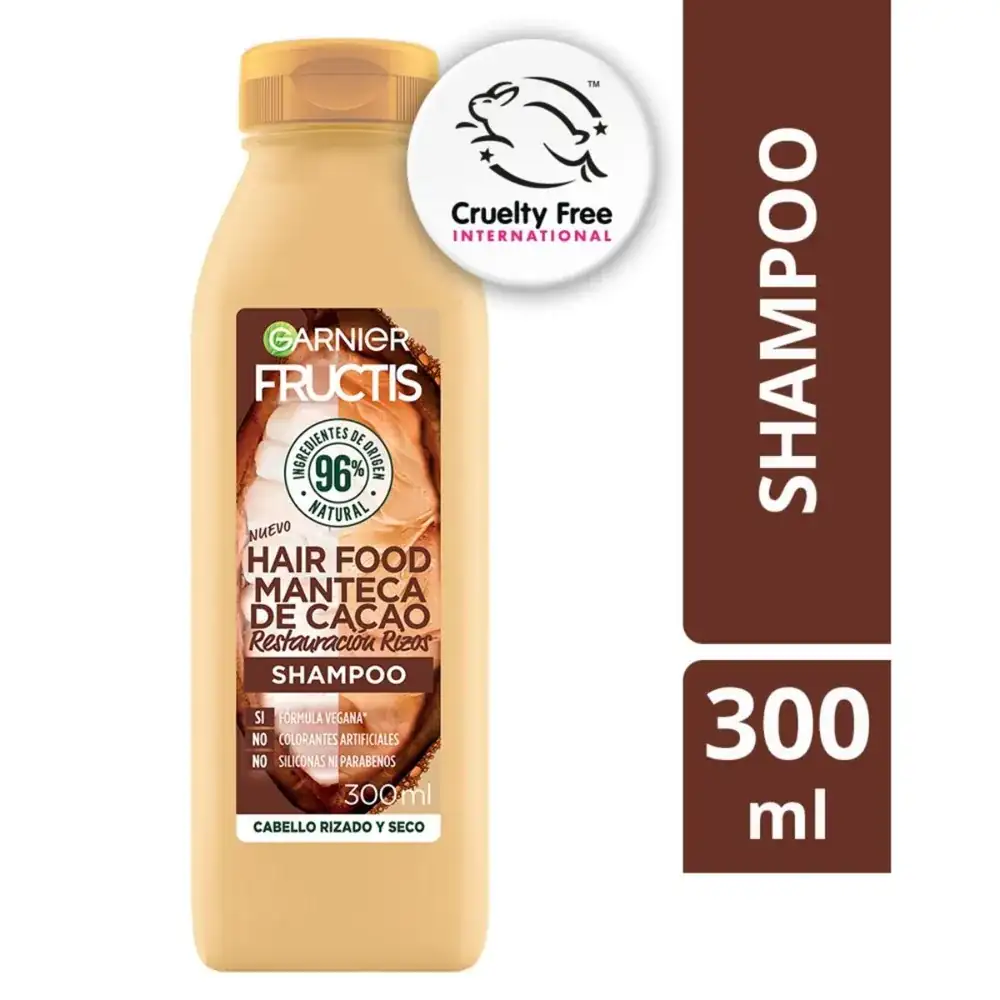 GARNIER
FRUCTIS
INGREDIENTES DE ORIGEN
96%
NATURAL
NUEVO
HAIR FOOD
MANTECA
DE CACAO
Restauración Rizos
SHAMPOO
SI FÓRMULA VEGANA*
NO COLORANTES ARTIFICIALES
NO SILICONAS NI PARABENOS
300ml
CABELLO RIZADO Y SECO
TM
Cruelty Free
INTERNATIONAL
SHAMPOO
300
ml